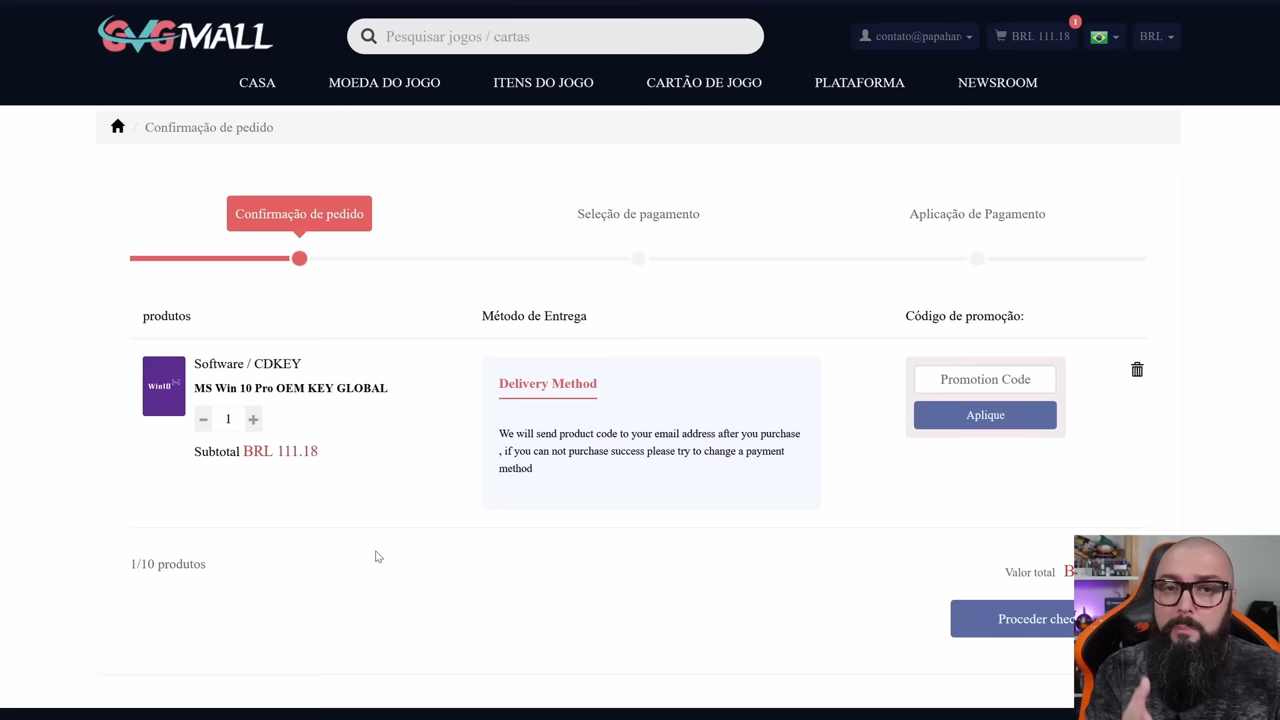 GVGMALL
Pesquisar jogos / cartas
contato@papahar
BRL 111.18
1
BRL
CASA
MOEDA DO JOGO
ITENS DO JOGO
CARTÃO DE JOGO
PLATAFORMA
NEWSROOM
/ Confirmação de pedido
Confirmação de pedido
Seleção de pagamento
Aplicação de Pagamento
produtos
Método de Entrega
Código de promoção:
Win10
Software / CDKEY
MS Win 10 Pro OEM KEY GLOBAL
- 1 +
Subtotal BRL 111.18
Delivery Method
We will send product code to your email address after you purchase
, if you can not purchase success please try to change a payment
method
Promotion Code
Aplique
1/10 produtos
Valor total B
Proceder chec